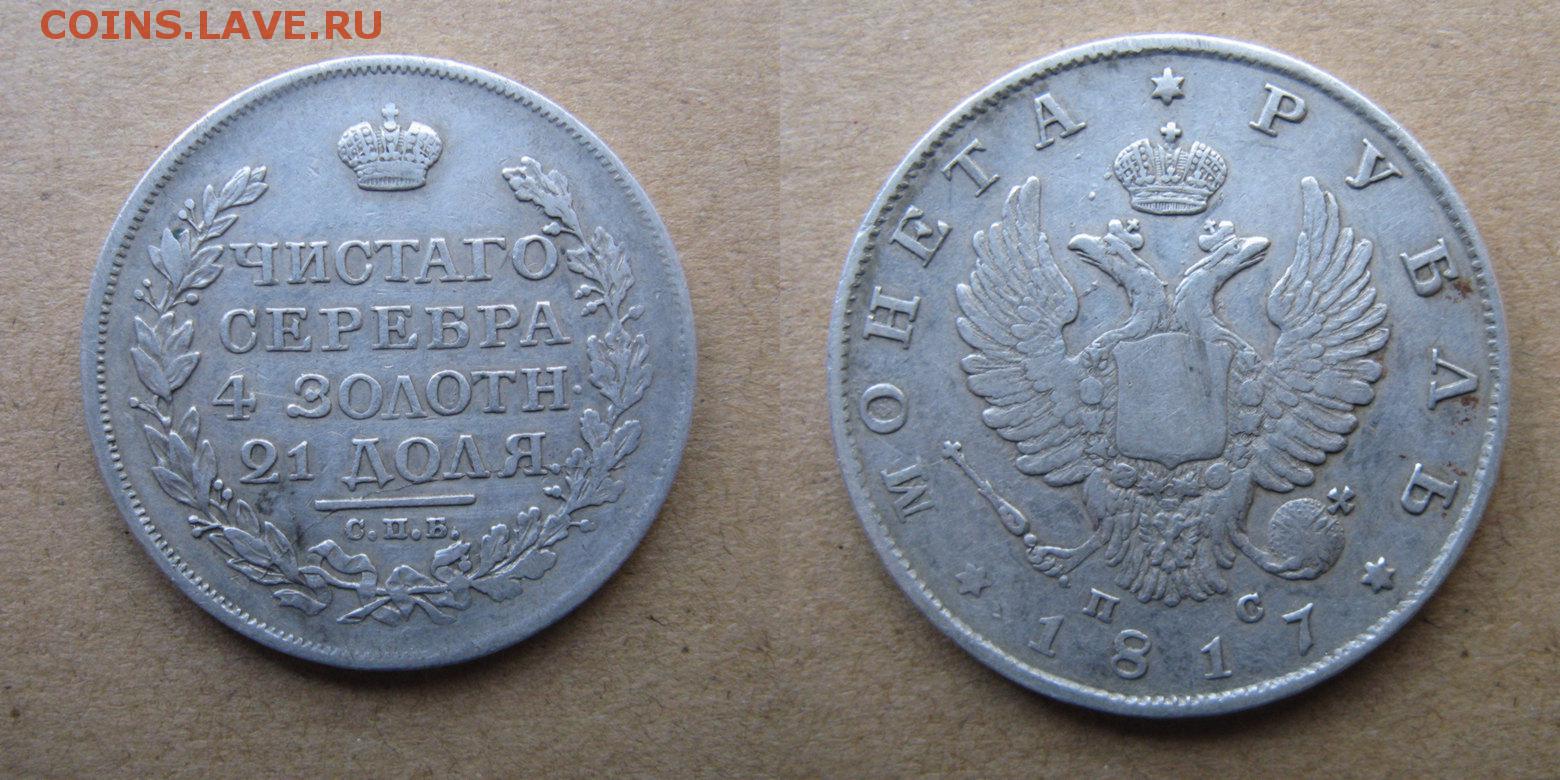 COINS.LAVE.RU
ЧИСТАГО
СЕРЕБРА
4 ЗОЛОТН.
21 ДОЛЯ.
С.П.Б.
МОНЕТА РУБЛЬ
П С
1817